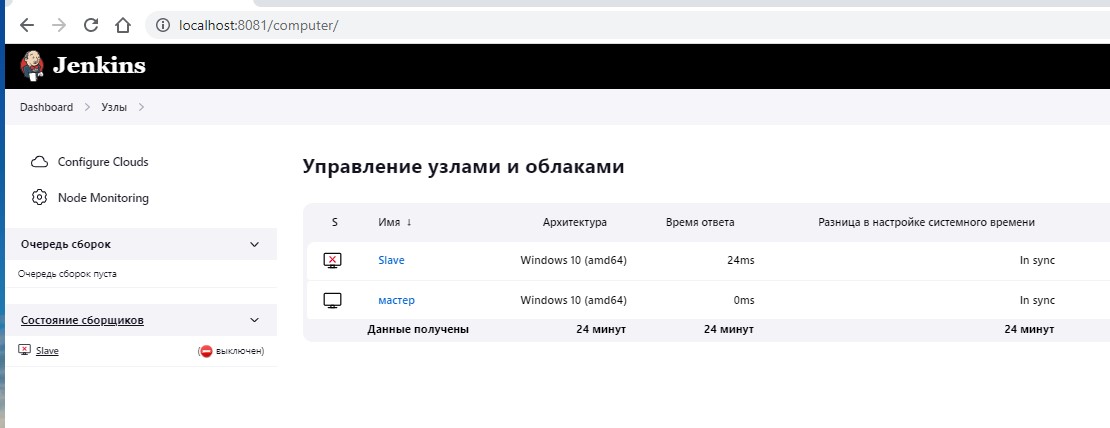 localhost:8081/computer/
Jenkins
Dashboard > Узлы >
Configure Clouds
Node Monitoring
Очередь сборок
Очередь сборок пуста
Состояние сборщиков
Slave (выключен)
Управление узлами и облаками
S Имя ↓ Архитектура Время ответа Разница в настройке системного времени
Slave Windows 10 (amd64) 24ms In sync
мастер Windows 10 (amd64) 0ms In sync
Данные получены 24 минут 24 минут 24 минут